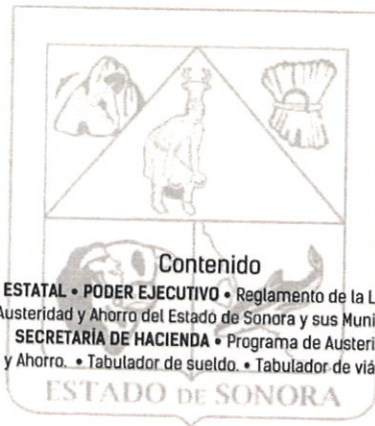 Contenido
ESTATAL • PODER EJECUTIVO • Reglamento de la L
Austeridad y Ahorro del Estado de Sonora y sus Muni
SECRETARÍA DE HACIENDA • Programa de Austeri
y Ahorro. • Tabulador de sueldo. • Tabulador de viá
ESTADO DE SONORA